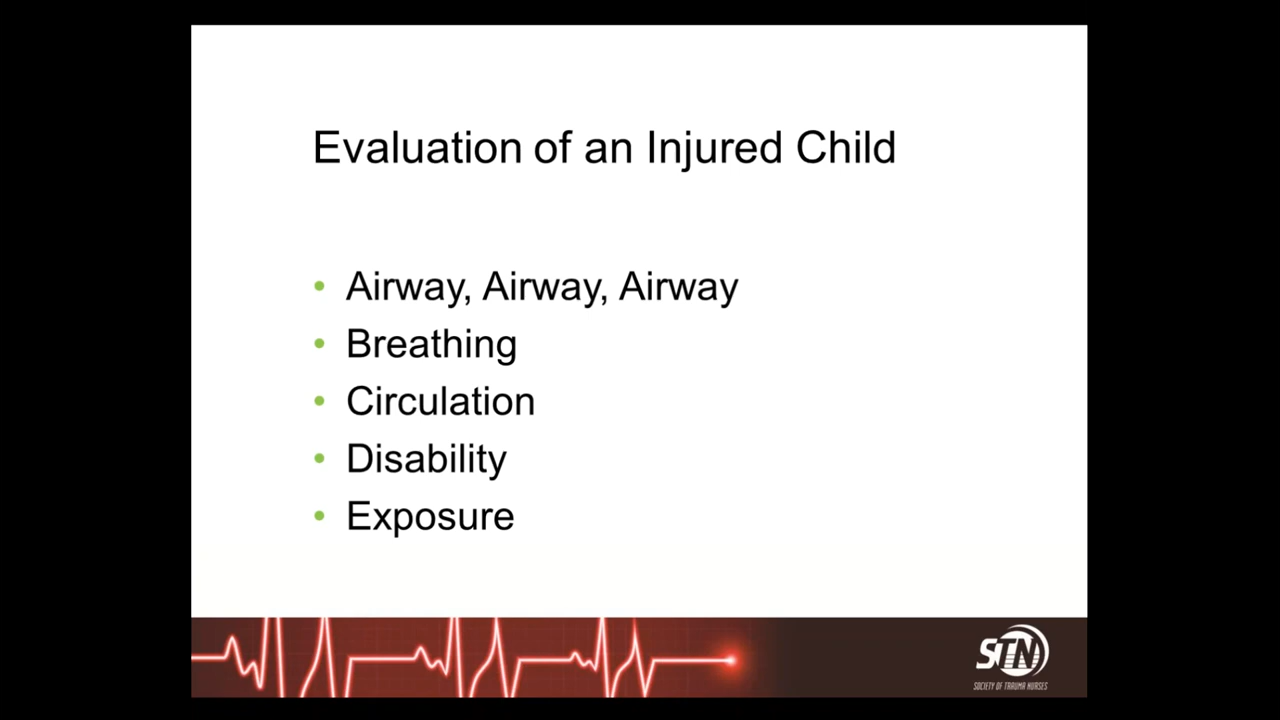 Evaluation of an Injured Child
• Airway, Airway, Airway
• Breathing
• Circulation
• Disability
• Exposure
STN
SOCIETY OF TRAUMA NURSES